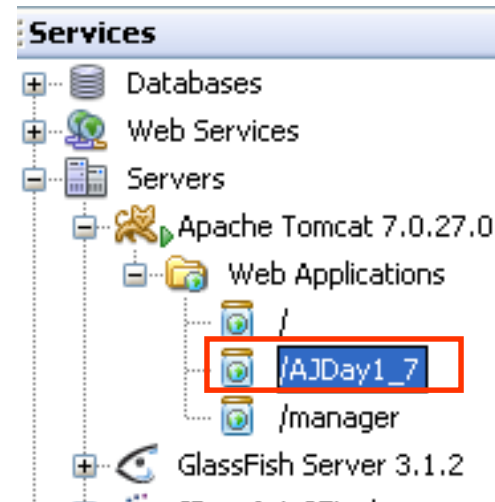 Services
Databases
Web Services
Servers
Apache Tomcat 7.0.27.0
Web Applications
/
/AJDay1_7
/manager
GlassFish Server 3.1.2